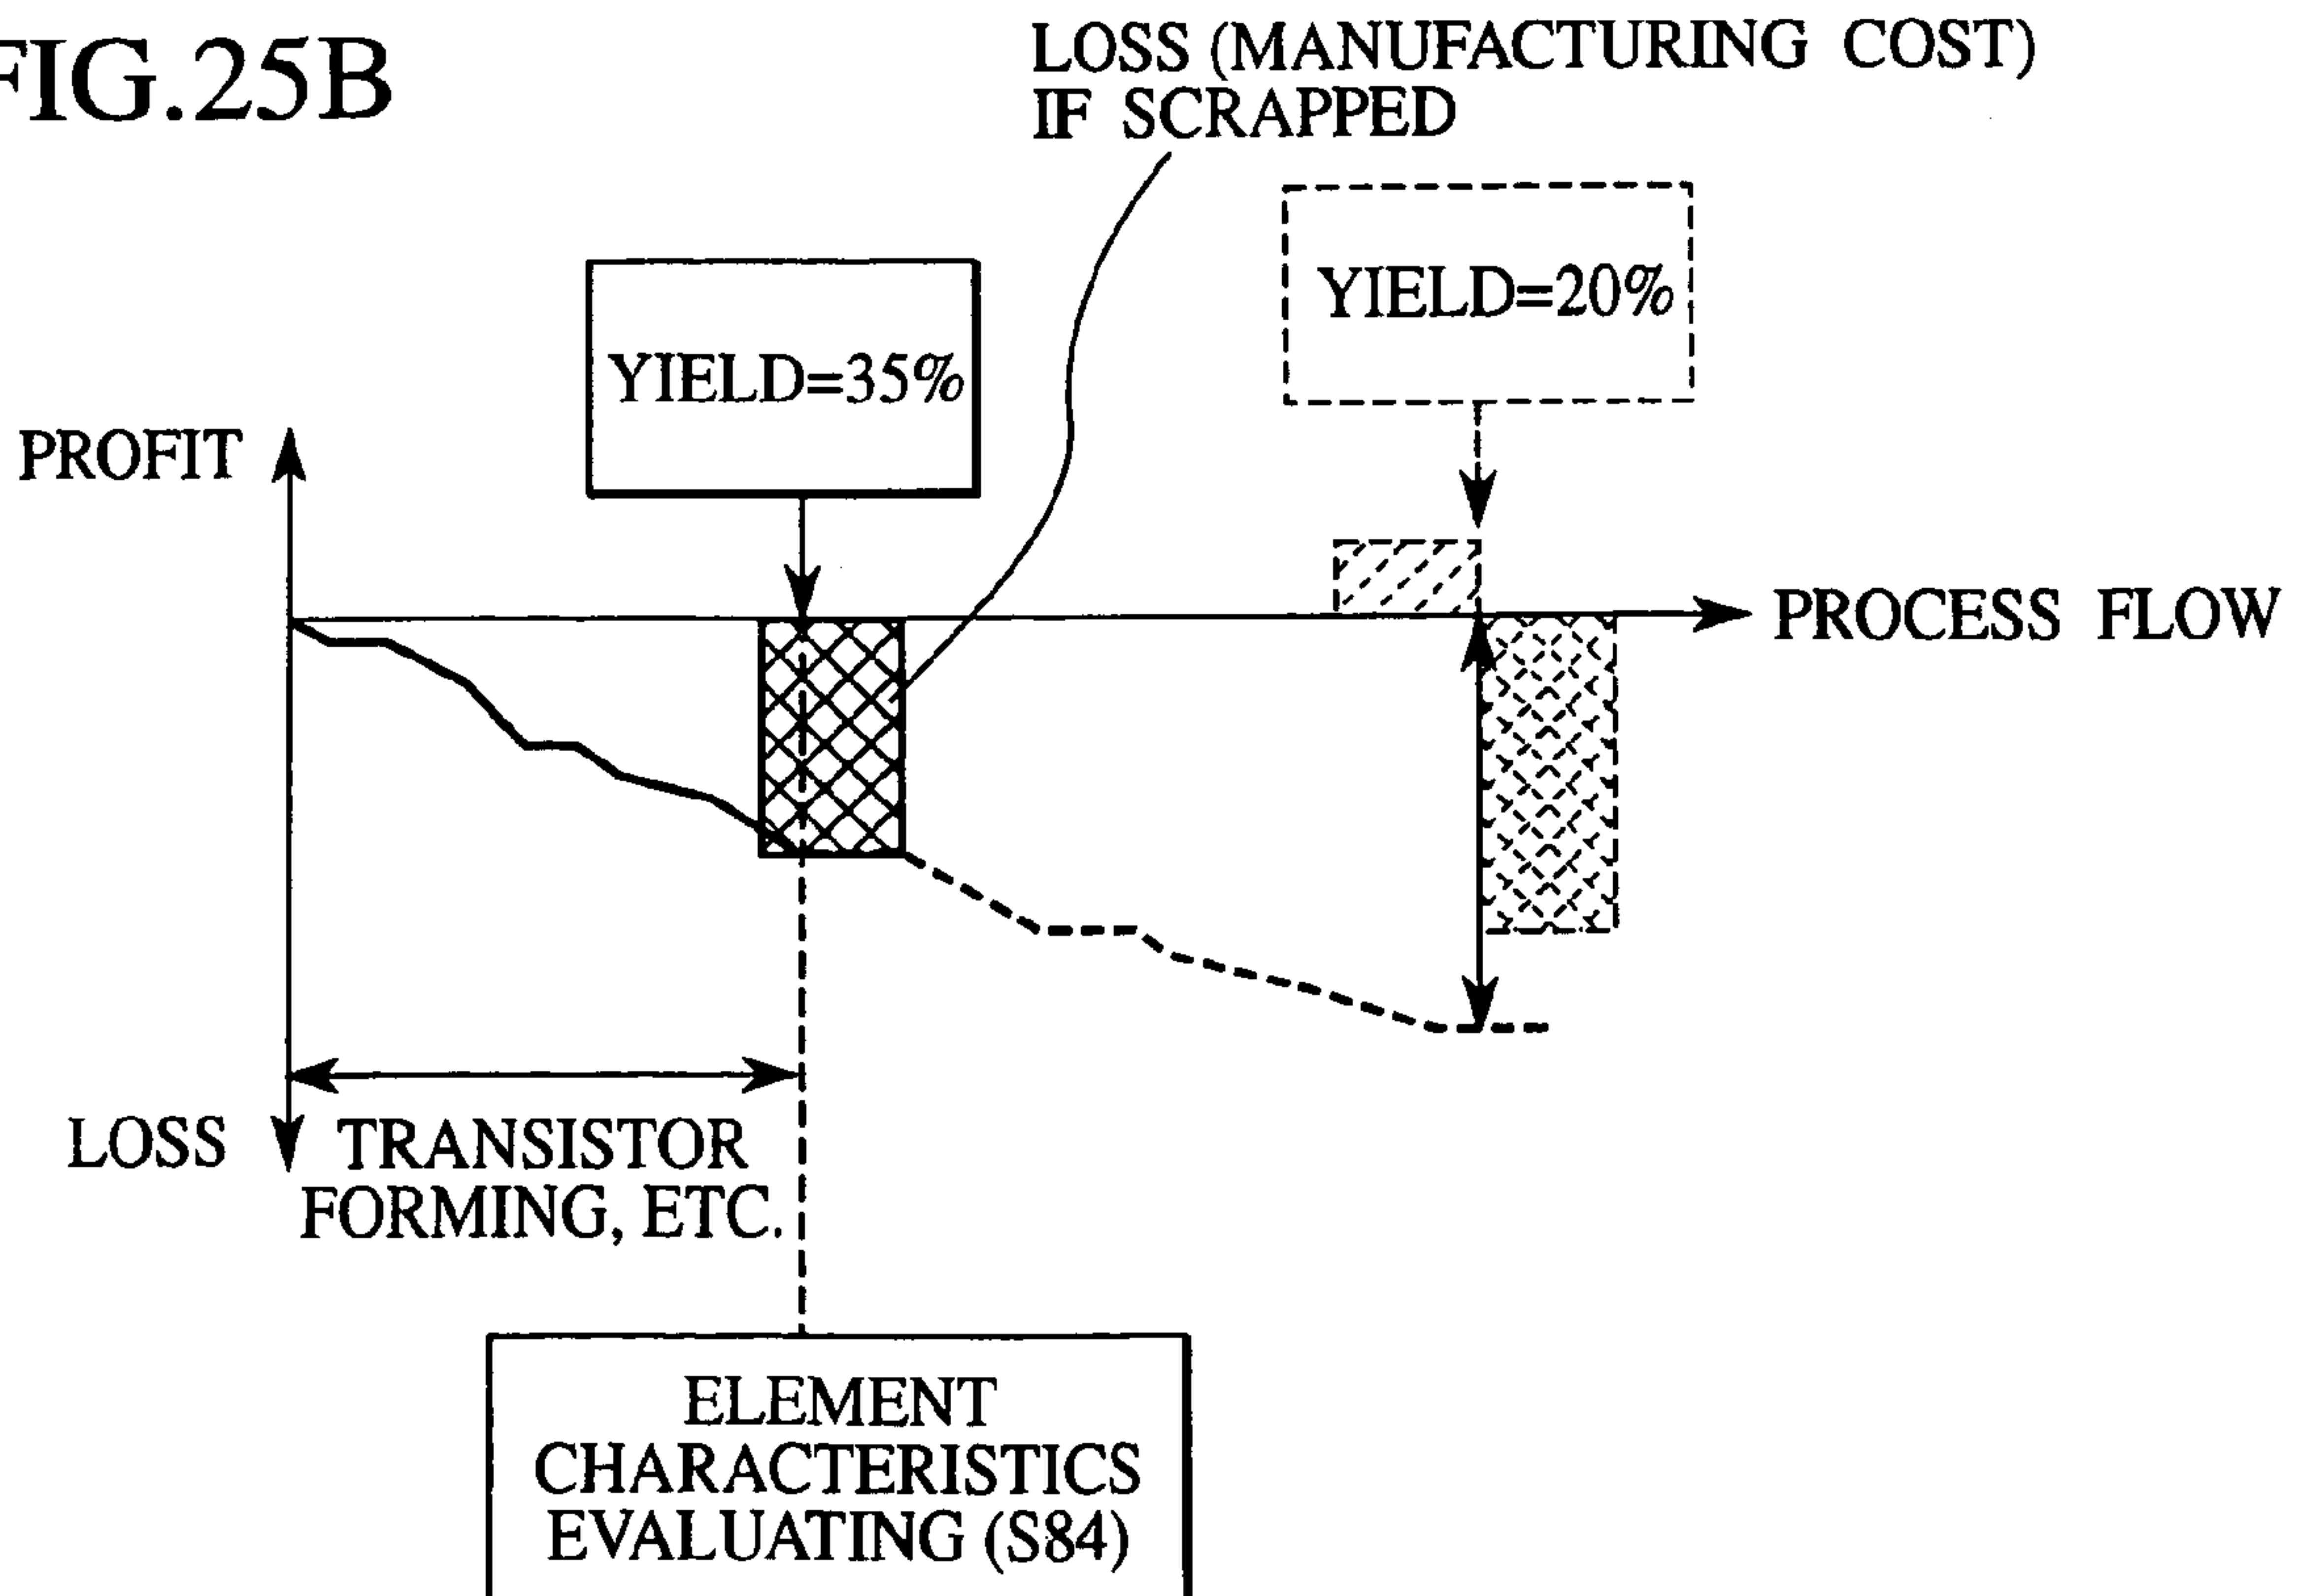 FIG.25B
LOSS (MANUFACTURING COST)
IF SCRAPPED
YIELD=20%
YIELD=35%
PROFIT
PROCESS FLOW
LOSS
TRANSISTOR
FORMING, ETC.
ELEMENT
CHARACTERISTICS
EVALUATING (S84)